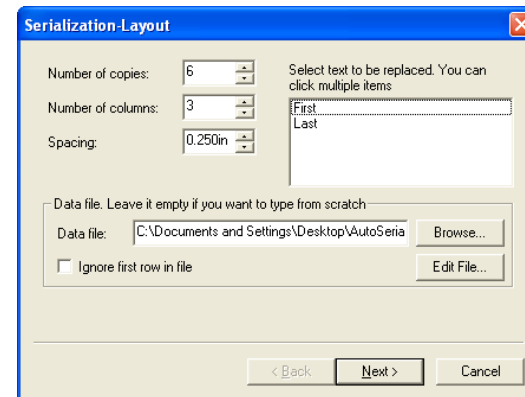 Serialization-Layout
Number of copies: 6
Number of columns: 3
Spacing: 0.250in
Select text to be replaced. You can
click multiple items
First
Last
Data file. Leave it empty if you want to type from scratch
Data file: C:\Documents and Settings\Desktop\AutoSeria Browse...
Ignore first row in file Edit File...
< Back Next > Cancel